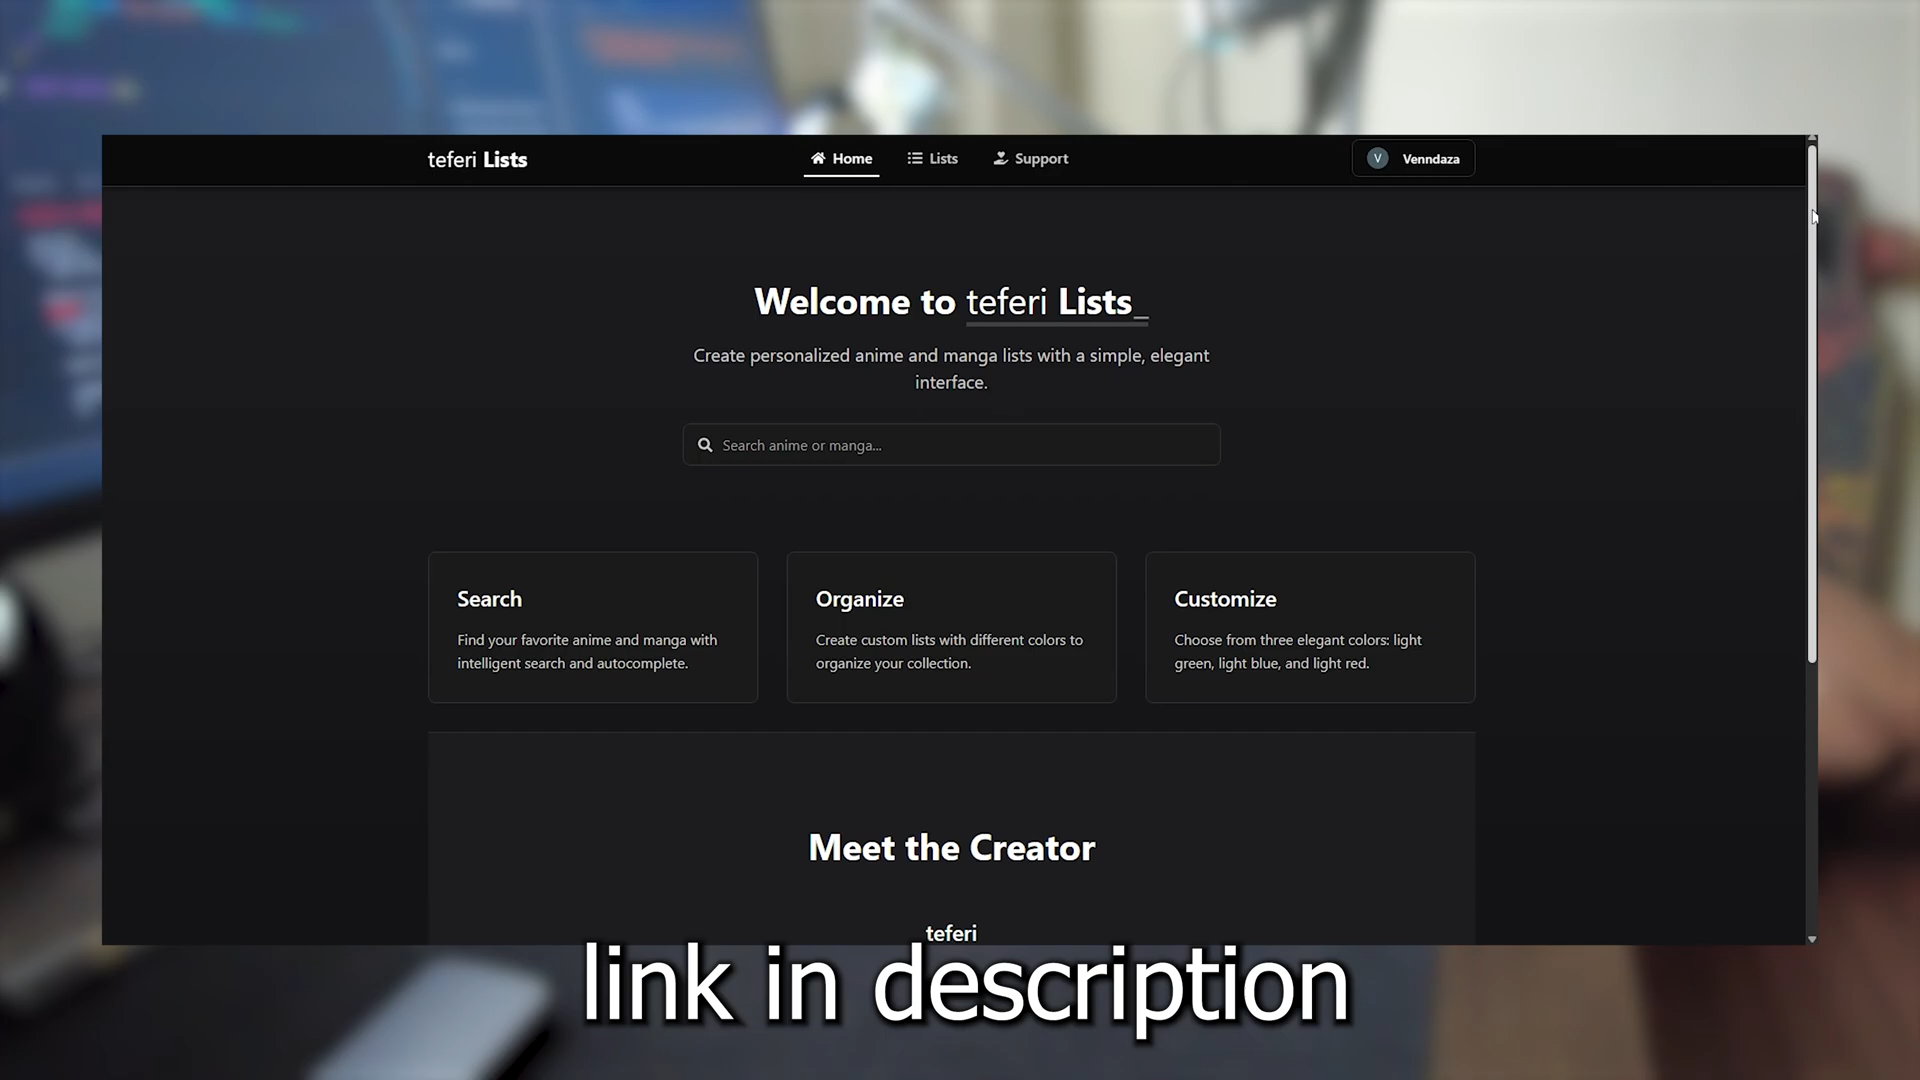 teferi Lists
Home
Lists
Support
V
Venndaza
Welcome to teferi Lists_
Create personalized anime and manga lists with a simple, elegant
interface.
Search anime or manga...
Search
Find your favorite anime and manga with
intelligent search and autocomplete.
Organize
Create custom lists with different colors to
organize your collection.
Customize
Choose from three elegant colors: light
green, light blue, and light red.
Meet the Creator
teferi
link in description